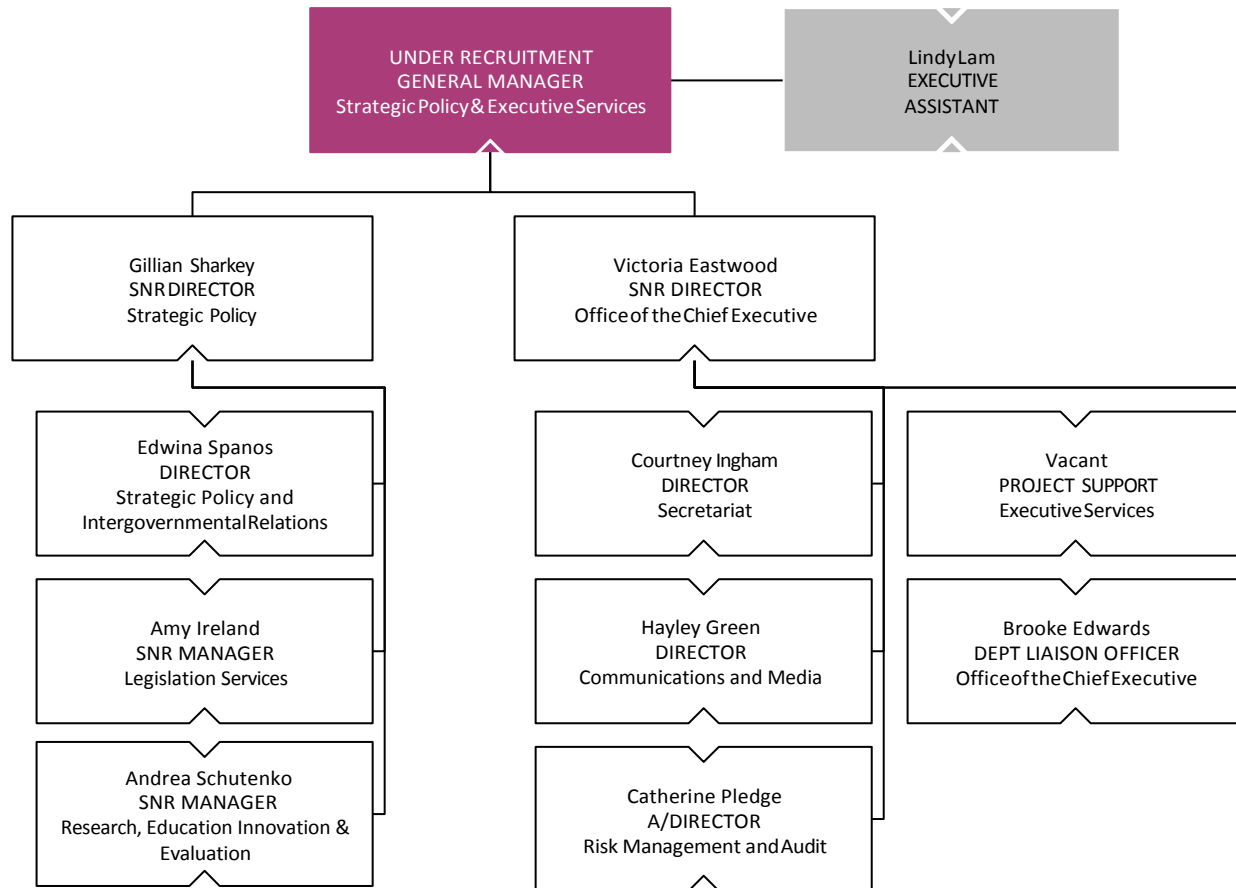 UNDER RECRUITMENT
GENERAL MANAGER
Strategic Policy & Executive Services
Lindy Lam
EXECUTIVE
ASSISTANT
Gillian Sharkey
SNR DIRECTOR
Strategic Policy
Victoria Eastwood
SNR DIRECTOR
Office of the Chief Executive
Edwina Spanos
DIRECTOR
Strategic Policy and
Intergovernmental Relations
Courtney Ingham
DIRECTOR
Secretariat
Vacant
PROJECT SUPPORT
Executive Services
Amy Ireland
SNR MANAGER
Legislation Services
Hayley Green
DIRECTOR
Communications and Media
Brooke Edwards
DEPT LIAISON OFFICER
Office of the Chief Executive
Andrea Schutenko
SNR MANAGER
Research, Education Innovation &
Evaluation
Catherine Pledge
A/DIRECTOR
Risk Management and Audit